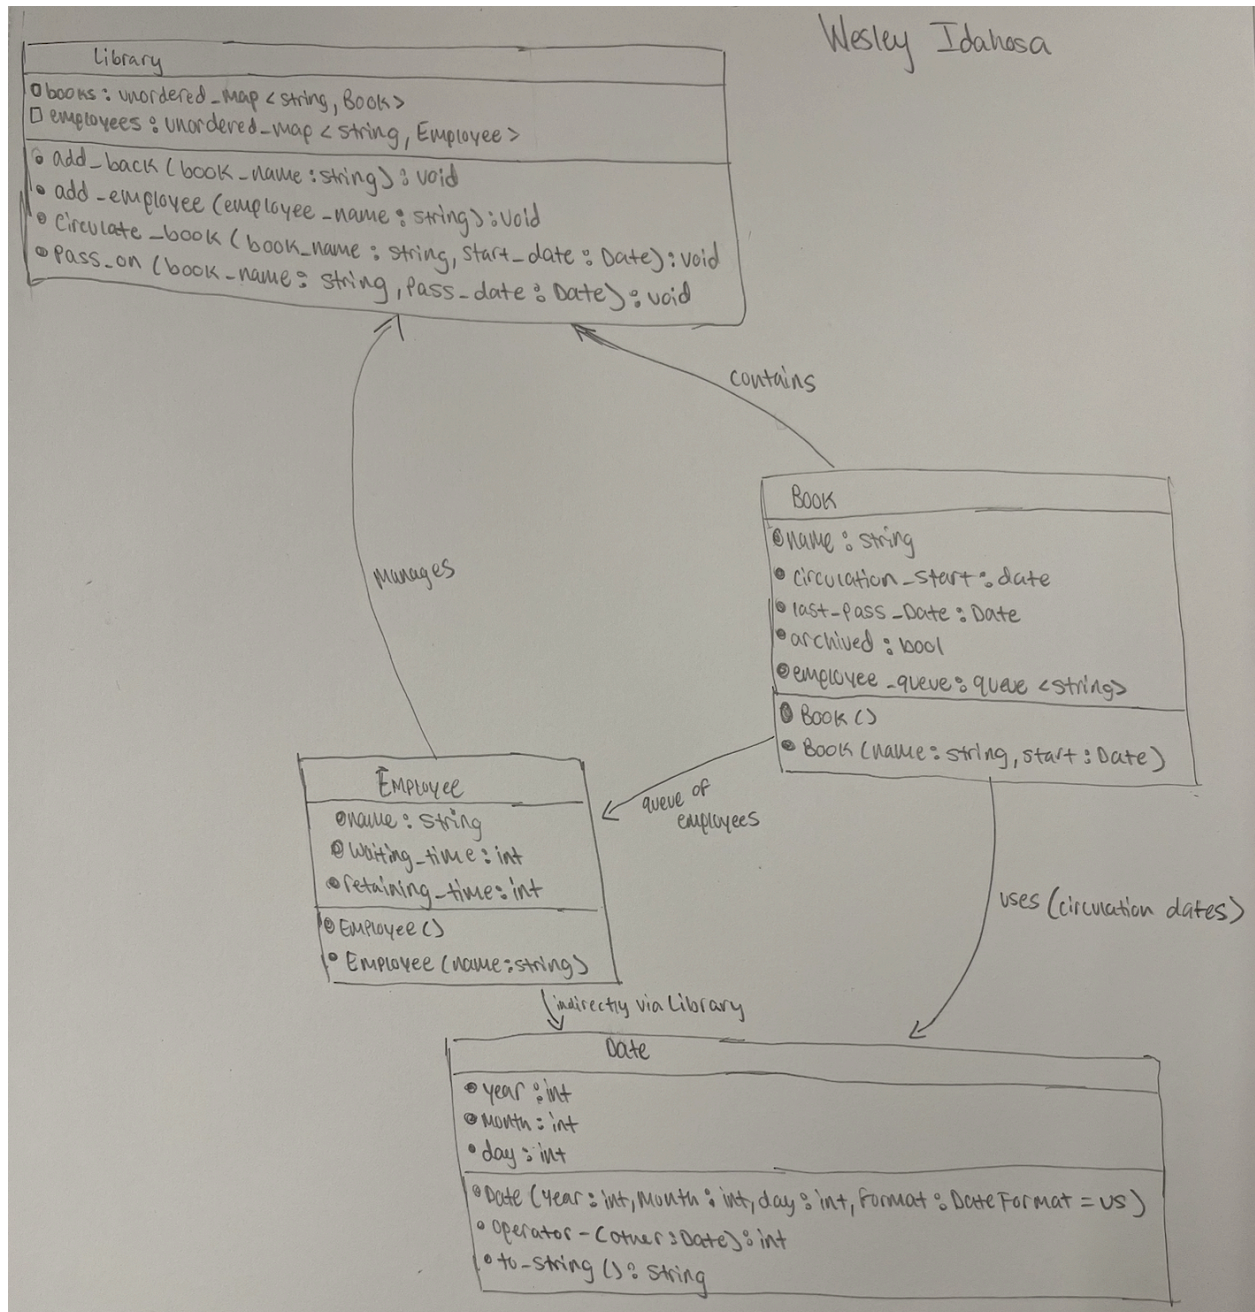 Wesley Idahosa
Library
books : unordered_map < string, Book >
employees : unordered_map < string, Employee >
add_back (book_name : string) : void
add_employee (employee_name : string) : void
Circulate_book (book_name : string, start_date : Date) : void
Pass_on (book_name : string, pass_date : Date) : void
contains
manages
Book
name : string
circulation_start : date
last_pass_Date : Date
archived : bool
employee_queue : queue <string>
Book ()
Book (name : string, start : Date)
queue of
employees
Employee
name : string
waiting_time : int
retaining_time : int
Employee ()
Employee (name : string)
uses (circulation dates)
indirectly via Library
Date
year : int
Month : int
day : int
Date (year : int, Month : int, day : int, Format : DateFormat = US)
operator - (other : Date) : int
to_string () : string